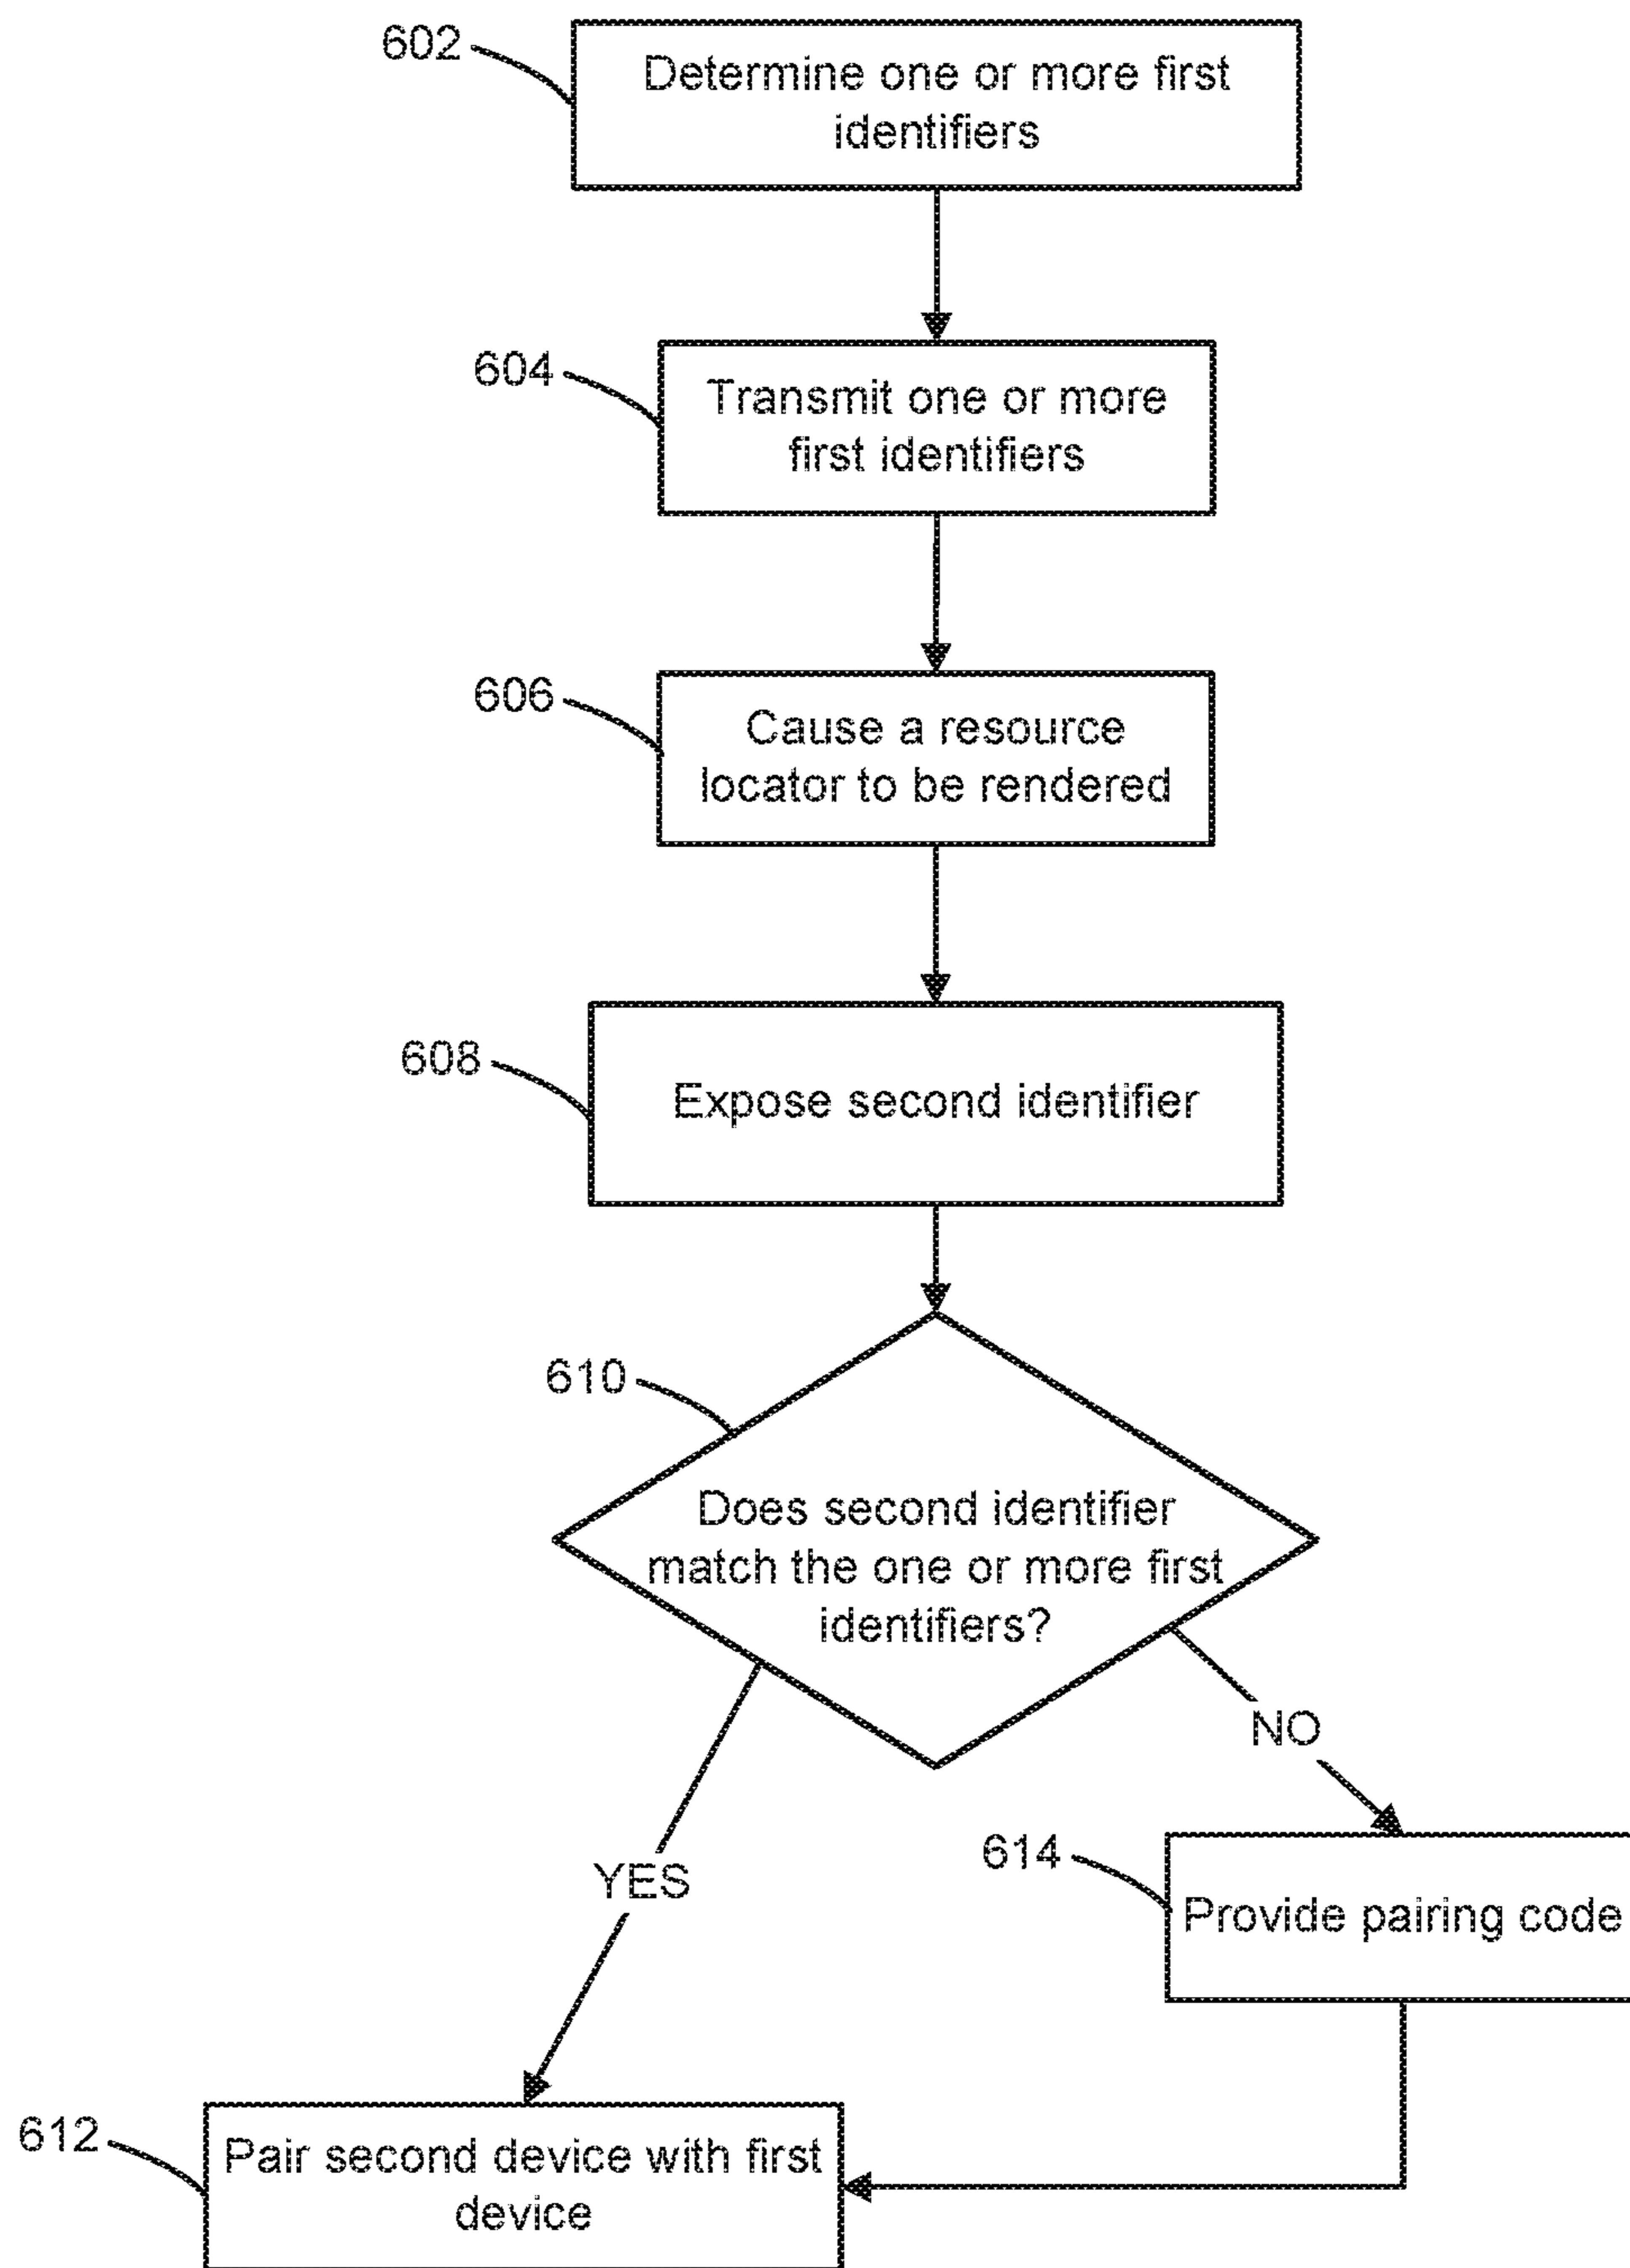 602
Determine one or more first
identifiers
604
Transmit one or more
first identifiers
606
Cause a resource
locator to be rendered
608
Expose second identifier
610
Does second identifier
match the one or more first
identifiers?
NO
YES
614
Provide pairing code
612
Pair second device with first
device